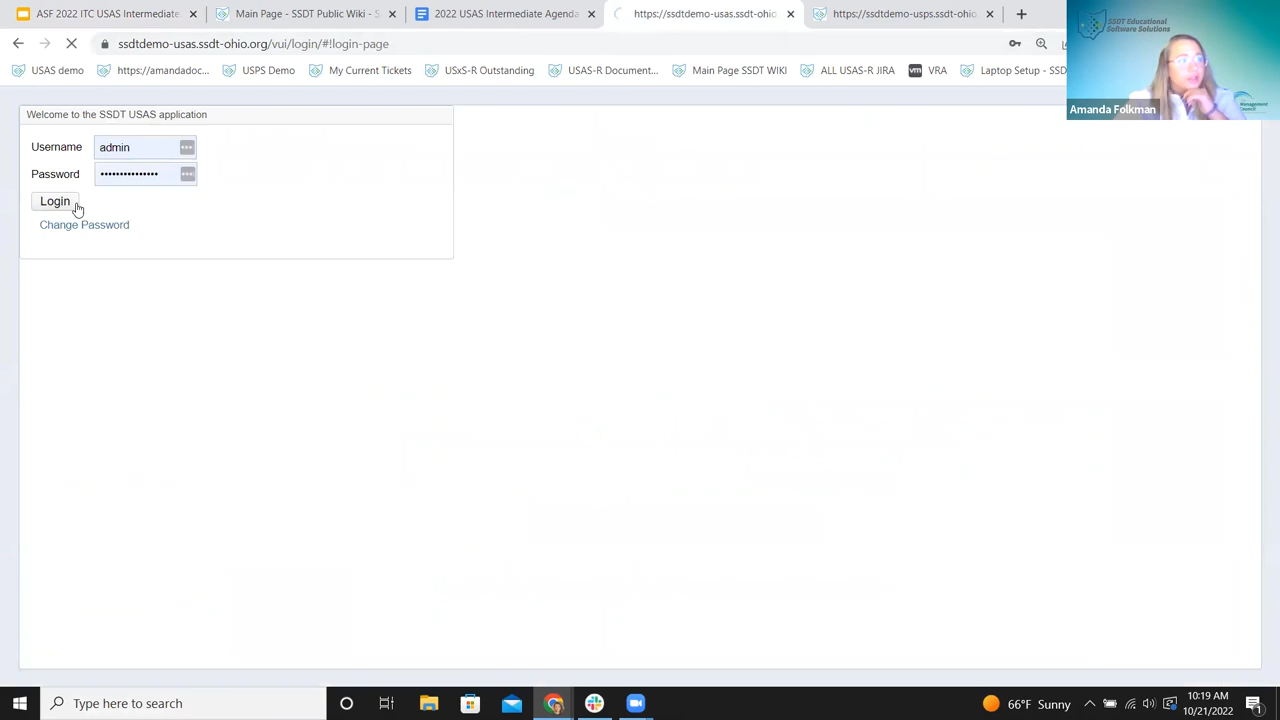 ASF 2022 ITC USAS Intermediate
Main Page - SSDT Public Wiki - S
2022 USAS Intermediate Agenda
https://ssdtdemo-usas.ssdt-ohio
https://ssdtdemo-usps.ssdt-ohio
ssdtdemo-usas.ssdt-ohio.org/vui/login/#!login-page
USAS demo
https://amandadoc...
USPS Demo
My Current Tickets
USxS-R Outstanding
USAS-R Document...
Main Page SSDT WIKI
ALL USAS-R JIRA
vm VRA
Laptop Setup - SSD
SSDT Educational
Software Solutions
Management
Council
Amanda Folkman
Welcome to the SSDT USAS application
Username admin
Password •••••••••••••••
Login
Change Password
Type here to search
66°F Sunny
10:19 AM
10/21/2022
1